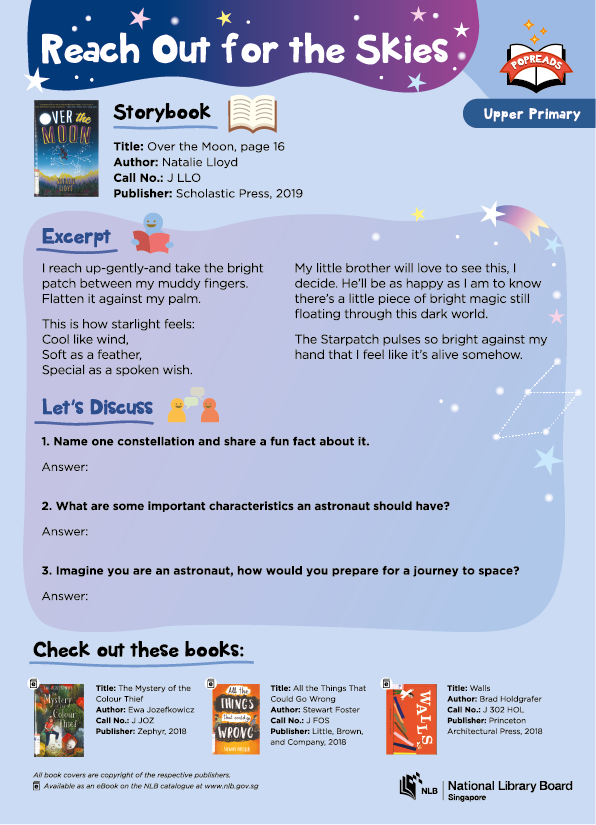 Reach Out for the Skies
POPREADS
Upper Primary
Storybook
OVER the
MOON
NATALIE
LLOYD
Title: Over the Moon, page 16
Author: Natalie Lloyd
Call No.: J LLO
Publisher: Scholastic Press, 2019
Excerpt
I reach up-gently-and take the bright
patch between my muddy fingers.
Flatten it against my palm.
This is how starlight feels:
Cool like wind,
Soft as a feather,
Special as a spoken wish.
My little brother will love to see this, I
decide. He'll be as happy as I am to know
there's a little piece of bright magic still
floating through this dark world.
The Starpatch pulses so bright against my
hand that I feel like it's alive somehow.
Let's Discuss
1. Name one constellation and share a fun fact about it.
Answer:
2. What are some important characteristics an astronaut should have?
Answer:
3. Imagine you are an astronaut, how would you prepare for a journey to space?
Answer:
Check out these books:
e
Mystery
of the
Colour
Thief
Title: The Mystery of the
Colour Thief
Author: Ewa Jozefkowicz
Call No.: J JOZ
Publisher: Zephyr, 2018
e
All the
THINGS
that could go
WRONG
STEWART FOSTER
Title: All the Things That
Could Go Wrong
Author: Stewart Foster
Call No.: J FOS
Publisher: Little, Brown,
and Company, 2018
e
WALLS
Title: Walls
Author: Brad Holdgrafer
Call No.: J 302 HOL
Publisher: Princeton
Architectural Press, 2018
All book covers are copyright of the respective publishers.
e Available as an eBook on the NLB catalogue at www.nlb.gov.sg
NLB National Library Board
Singapore